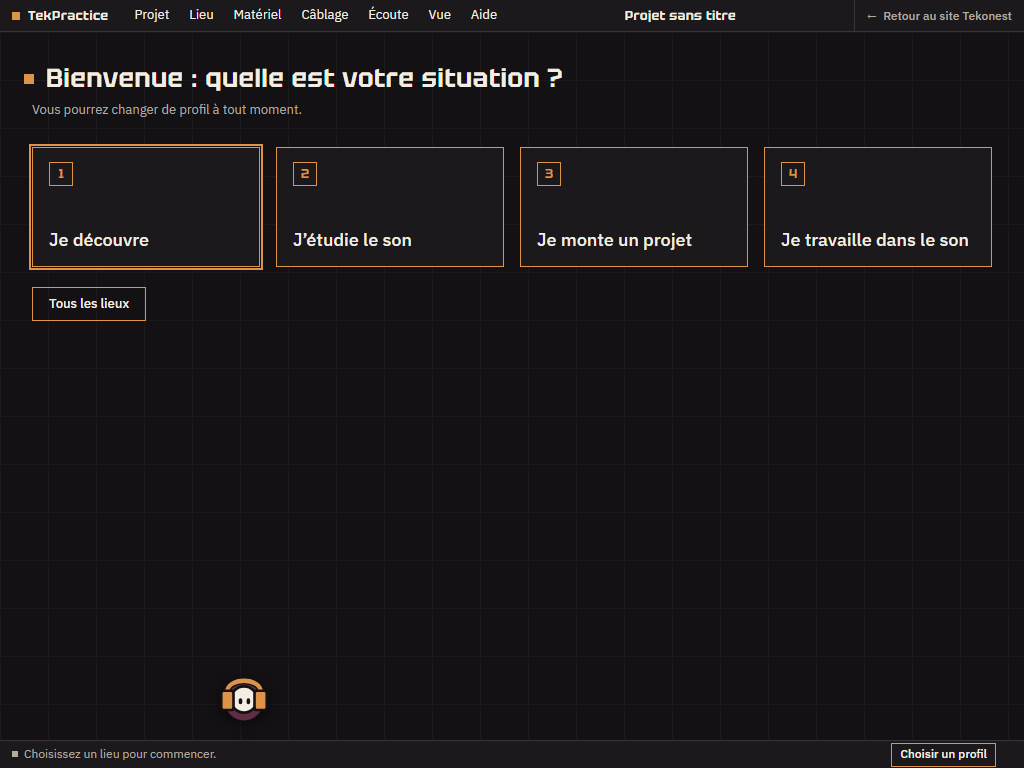 TekPractice Projet Lieu Matériel Câblage Écoute Vue Aide Projet sans titre ← Retour au site Tekonest
Bienvenue : quelle est votre situation ?
Vous pourrez changer de profil à tout moment.
1 2 3 4
Je découvre J’étudie le son Je monte un projet Je travaille dans le son
Tous les lieux
Choisissez un lieu pour commencer. Choisir un profil